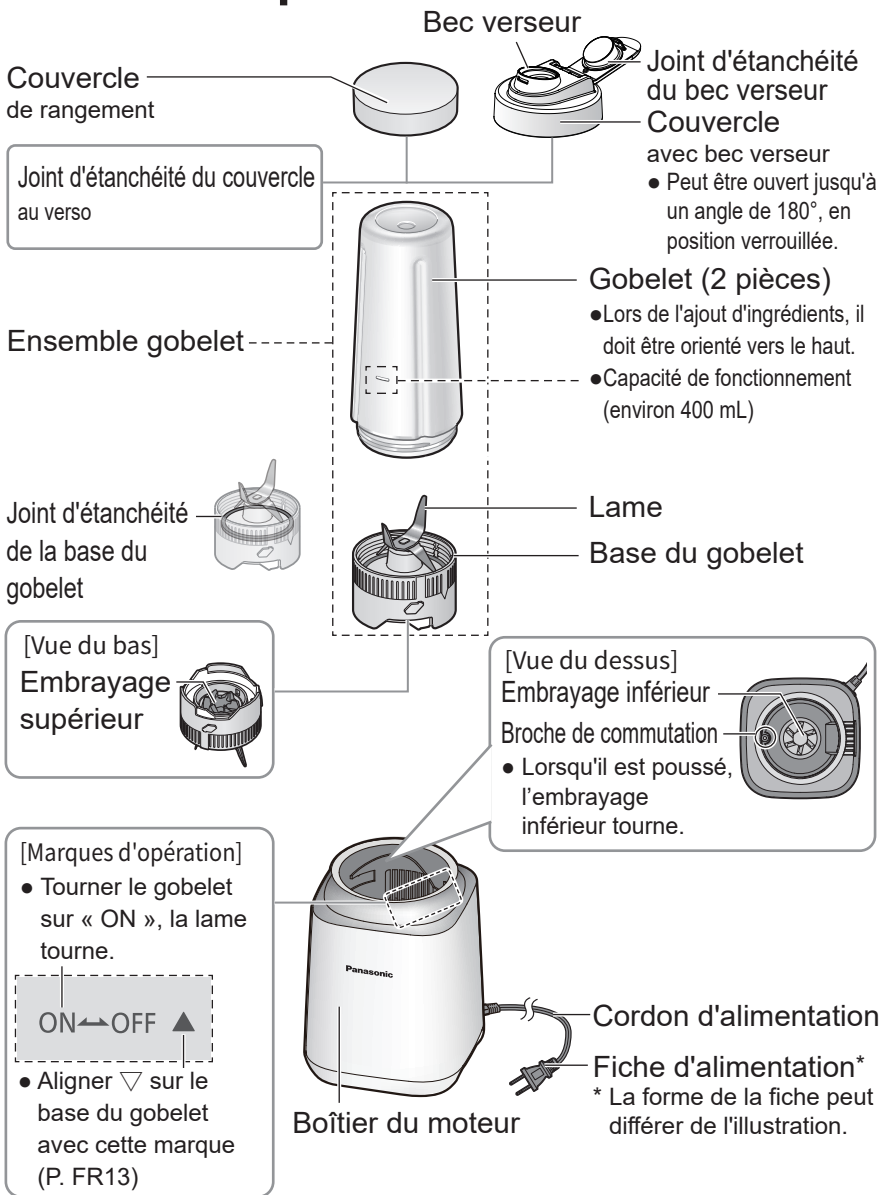 Bec verseur
Couvercle
de rangement
Joint d'étanchéité
du bec verseur
Couvercle
avec bec verseur
● Peut être ouvert jusqu'à
un angle de 180°, en
position verrouillée.
Joint d'étanchéité du couvercle
au verso
Gobelet (2 pièces)
●Lors de l'ajout d'ingrédients, il
doit être orienté vers le haut.
●Capacité de fonctionnement
(environ 400 mL)
Ensemble gobelet
Joint d'étanchéité
de la base du
gobelet
Lame
Base du gobelet
[Vue du bas]
Embrayage
supérieur
[Vue du dessus]
Embrayage inférieur
Broche de commutation
● Lorsqu'il est poussé,
l’embrayage
inférieur tourne.
[Marques d'opération]
● Tourner le gobelet
sur « ON », la lame
tourne.
ON↔OFF ▲
● Aligner ▽ sur le
base du gobelet
avec cette marque
(P. FR13)
Panasonic
Boîtier du moteur
Cordon d'alimentation
Fiche d'alimentation*
* La forme de la fiche peut
différer de l'illustration.